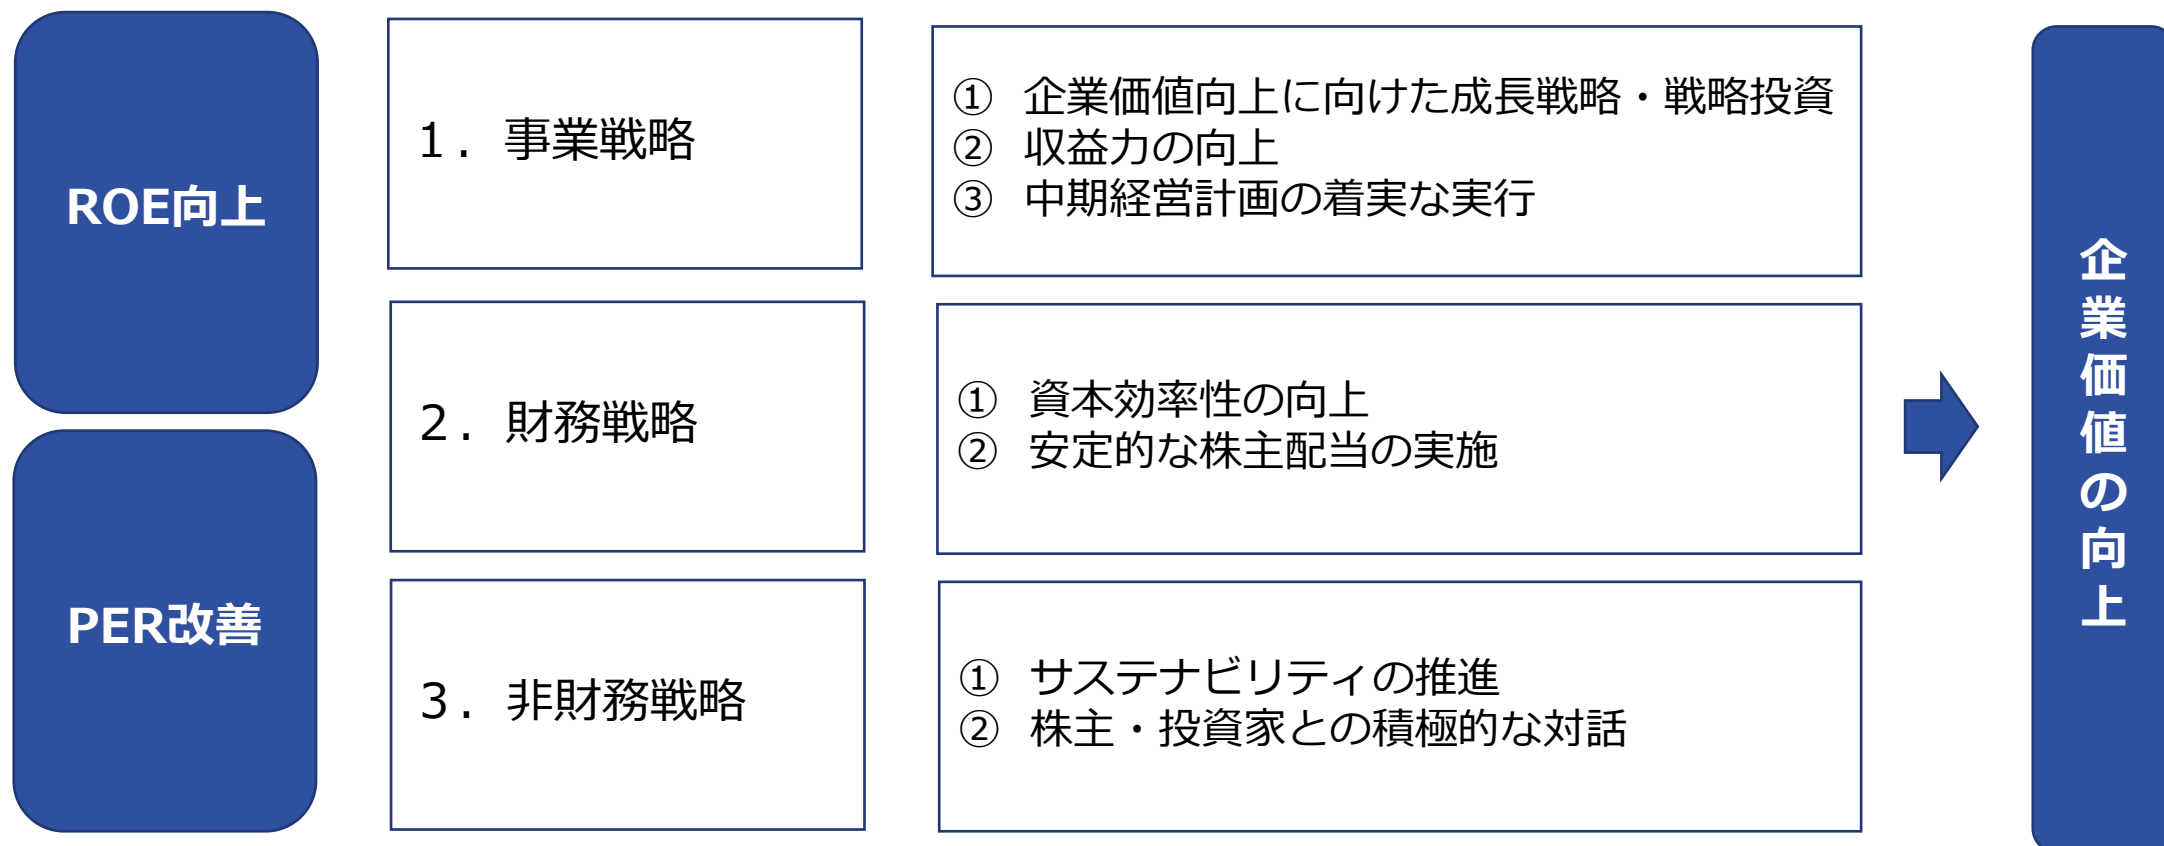 ROE向上
PER改善
1. 事業戦略
① 企業価値向上に向けた成長戦略・戦略投資
② 収益力の向上
③ 中期経営計画の着実な実行
2. 財務戦略
① 資本効率性の向上
② 安定的な株主配当の実施
3. 非財務戦略
① サステナビリティの推進
② 株主・投資家との積極的な対話
企業価値の向上